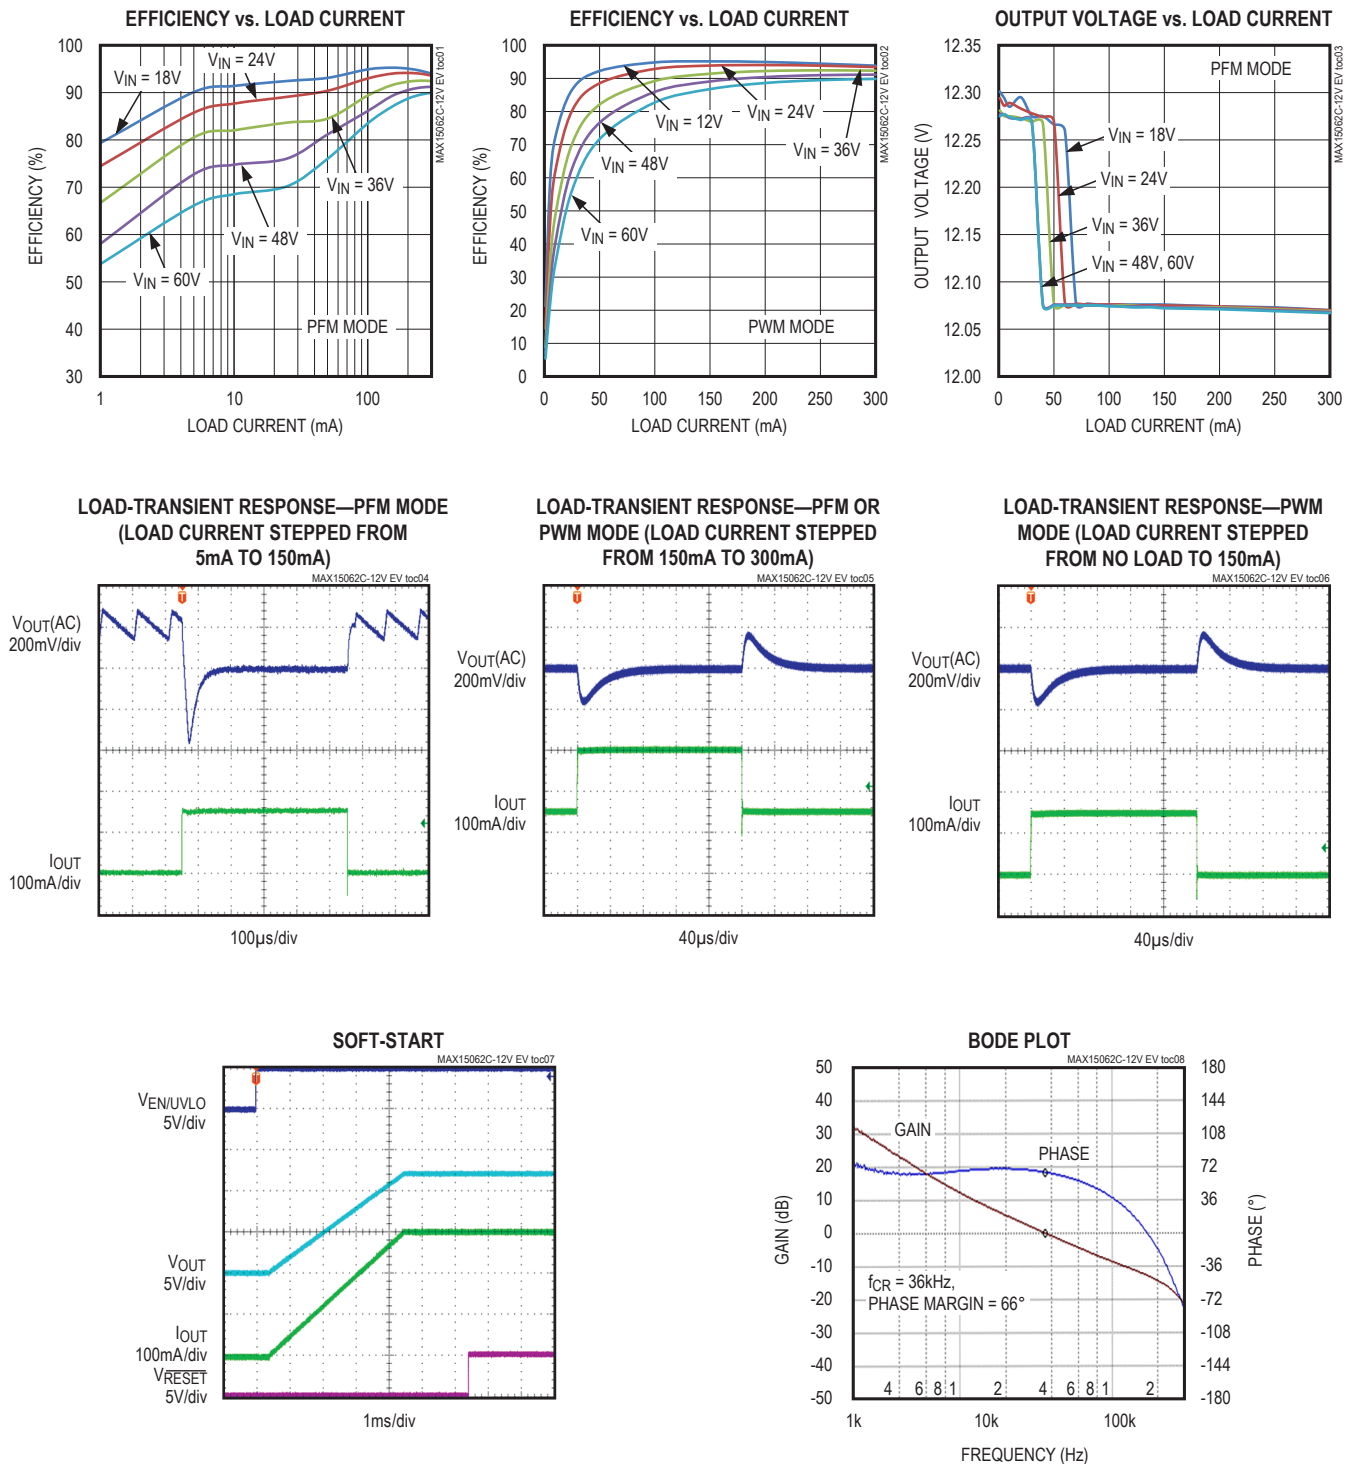 EFFICIENCY vs. LOAD CURRENT
MAX15062C-12V EV toc01
EFFICIENCY (%)
100
90
80
70
60
50
40
30
VIN = 18V
VIN = 24V
VIN = 36V
VIN = 48V
VIN = 60V
PFM MODE
1
10
100
LOAD CURRENT (mA)
EFFICIENCY vs. LOAD CURRENT
MAX15062C-12V EV toc02
EFFICIENCY (%)
100
90
80
70
60
50
40
30
20
10
0
VIN = 12V
VIN = 24V
VIN = 36V
VIN = 48V
VIN = 60V
PWM MODE
0
50
100
150
200
250
300
LOAD CURRENT (mA)
OUTPUT VOLTAGE vs. LOAD CURRENT
MAX15062C-12V EV toc03
OUTPUT VOLTAGE (V)
12.35
12.30
12.25
12.20
12.15
12.10
12.05
12.00
PFM MODE
VIN = 18V
VIN = 24V
VIN = 36V
VIN = 48V, 60V
0
50
100
150
200
250
300
LOAD CURRENT (mA)
LOAD-TRANSIENT RESPONSE—PFM MODE
(LOAD CURRENT STEPPED FROM
5mA TO 150mA)
MAX15062C-12V EV toc04
T
VOUT(AC)
200mV/div
IOUT
100mA/div
100µs/div
LOAD-TRANSIENT RESPONSE—PFM OR
PWM MODE (LOAD CURRENT STEPPED
FROM 150mA TO 300mA)
MAX15062C-12V EV toc05
T
VOUT(AC)
200mV/div
IOUT
100mA/div
40µs/div
LOAD-TRANSIENT RESPONSE—PWM
MODE (LOAD CURRENT STEPPED
FROM NO LOAD TO 150mA)
MAX15062C-12V EV toc06
T
VOUT(AC)
200mV/div
IOUT
100mA/div
40µs/div
SOFT-START
MAX15062C-12V EV toc07
T
VEN/UVLO
5V/div
VOUT
5V/div
IOUT
100mA/div
VRESET
5V/div
1ms/div
BODE PLOT
MAX15062C-12V EV toc08
GAIN (dB)
50
40
30
20
10
0
-10
-20
-30
-40
-50
GAIN
PHASE
fCR = 36kHz,
PHASE MARGIN = 66°
4 6 8 1 2 4 6 8 1 2
180
144
108
72
36
0
-36
-72
-108
-144
-180
PHASE (°)
1k
10k
100k
FREQUENCY (Hz)